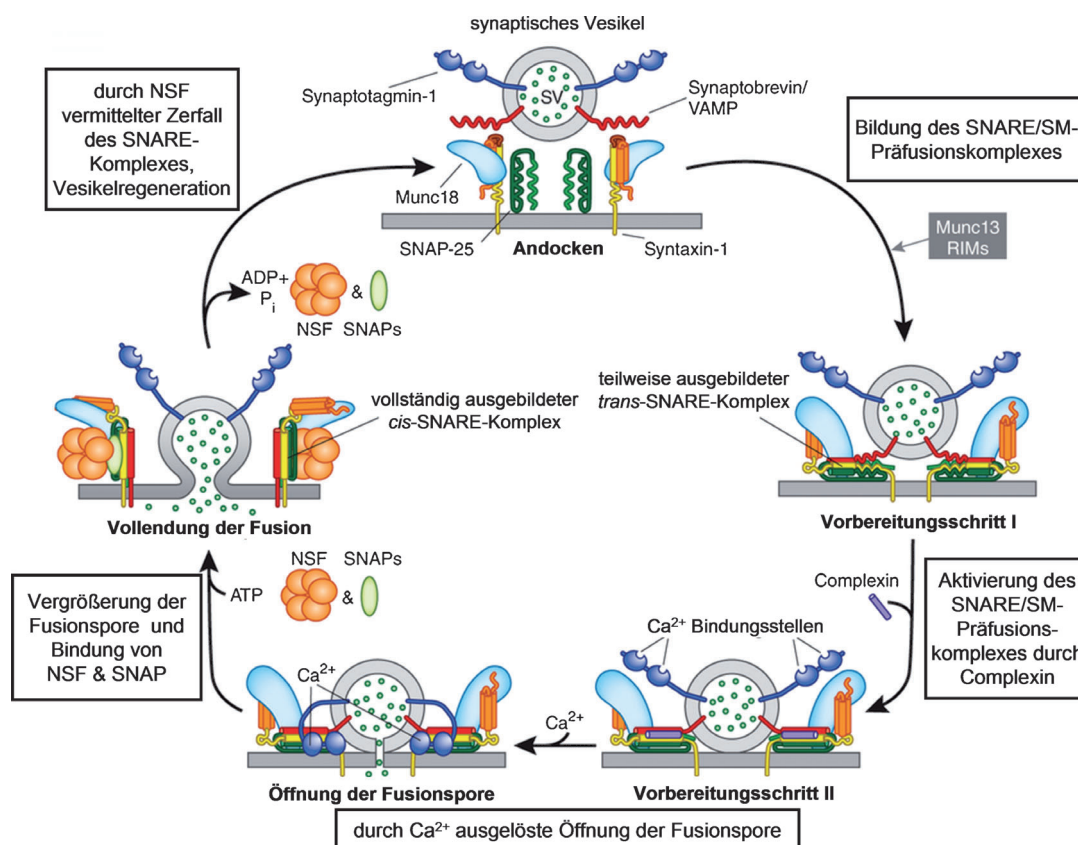 synaptisches Vesikel
durch NSF
vermittelter Zerfall
des SNARE-
Komplexes,
Vesikelregeneration
Synaptotagmin-1
SV
Synaptobrevin/
VAMP
Bildung des SNARE/SM-
Präfusionskomplexes
Munc18
SNAP-25
Andocken
Syntaxin-1
Munc13
RIMs
ADP+
Pi
&
NSF SNAPs
vollständig ausgebildeter
cis-SNARE-Komplex
teilweise ausgebildeter
trans-SNARE-Komplex
Vollendung der Fusion
Vorbereitungsschritt I
NSF SNAPs
ATP
&
Vergrößerung der
Fusionspore und
Bindung von
NSF & SNAP
Complexin
Aktivierung des
SNARE/SM-
Präfusions-
komplexes durch
Complexin
Ca²⁺ Bindungsstellen
Ca²⁺
Ca²⁺
Öffnung der Fusionspore
Vorbereitungsschritt II
durch Ca²⁺ ausgelöste Öffnung der Fusionspore